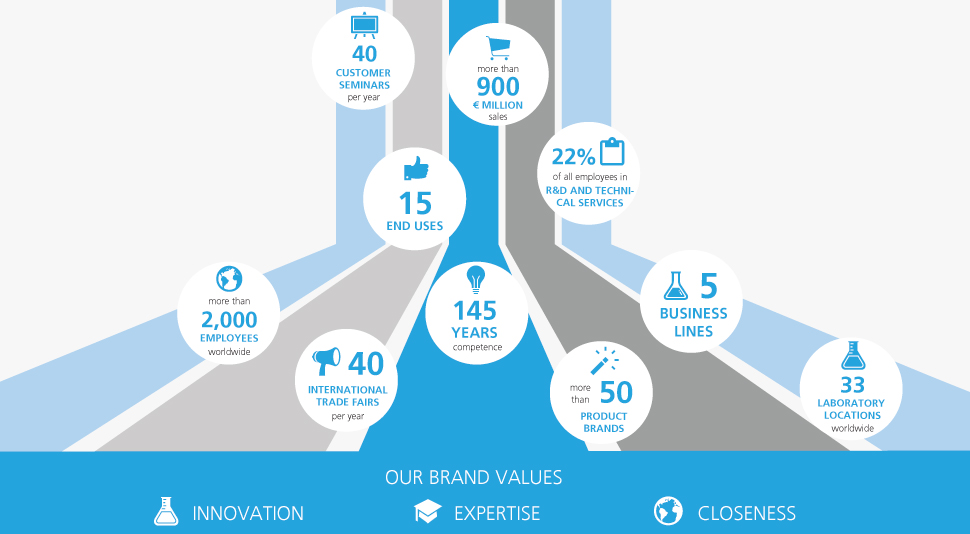 40
CUSTOMER
SEMINARS
per year
more than
900
€ MILLION
sales
22%
of all employees in
R&D AND TECHNI-
CAL SERVICES
15
END USES
more than
2,000
EMPLOYEES
worldwide
145
YEARS
competence
5
BUSINESS
LINES
40
INTERNATIONAL
TRADE FAIRS
per year
more
than 50
PRODUCT
BRANDS
33
LABORATORY
LOCATIONS
worldwide
OUR BRAND VALUES
INNOVATION
EXPERTISE
CLOSENESS